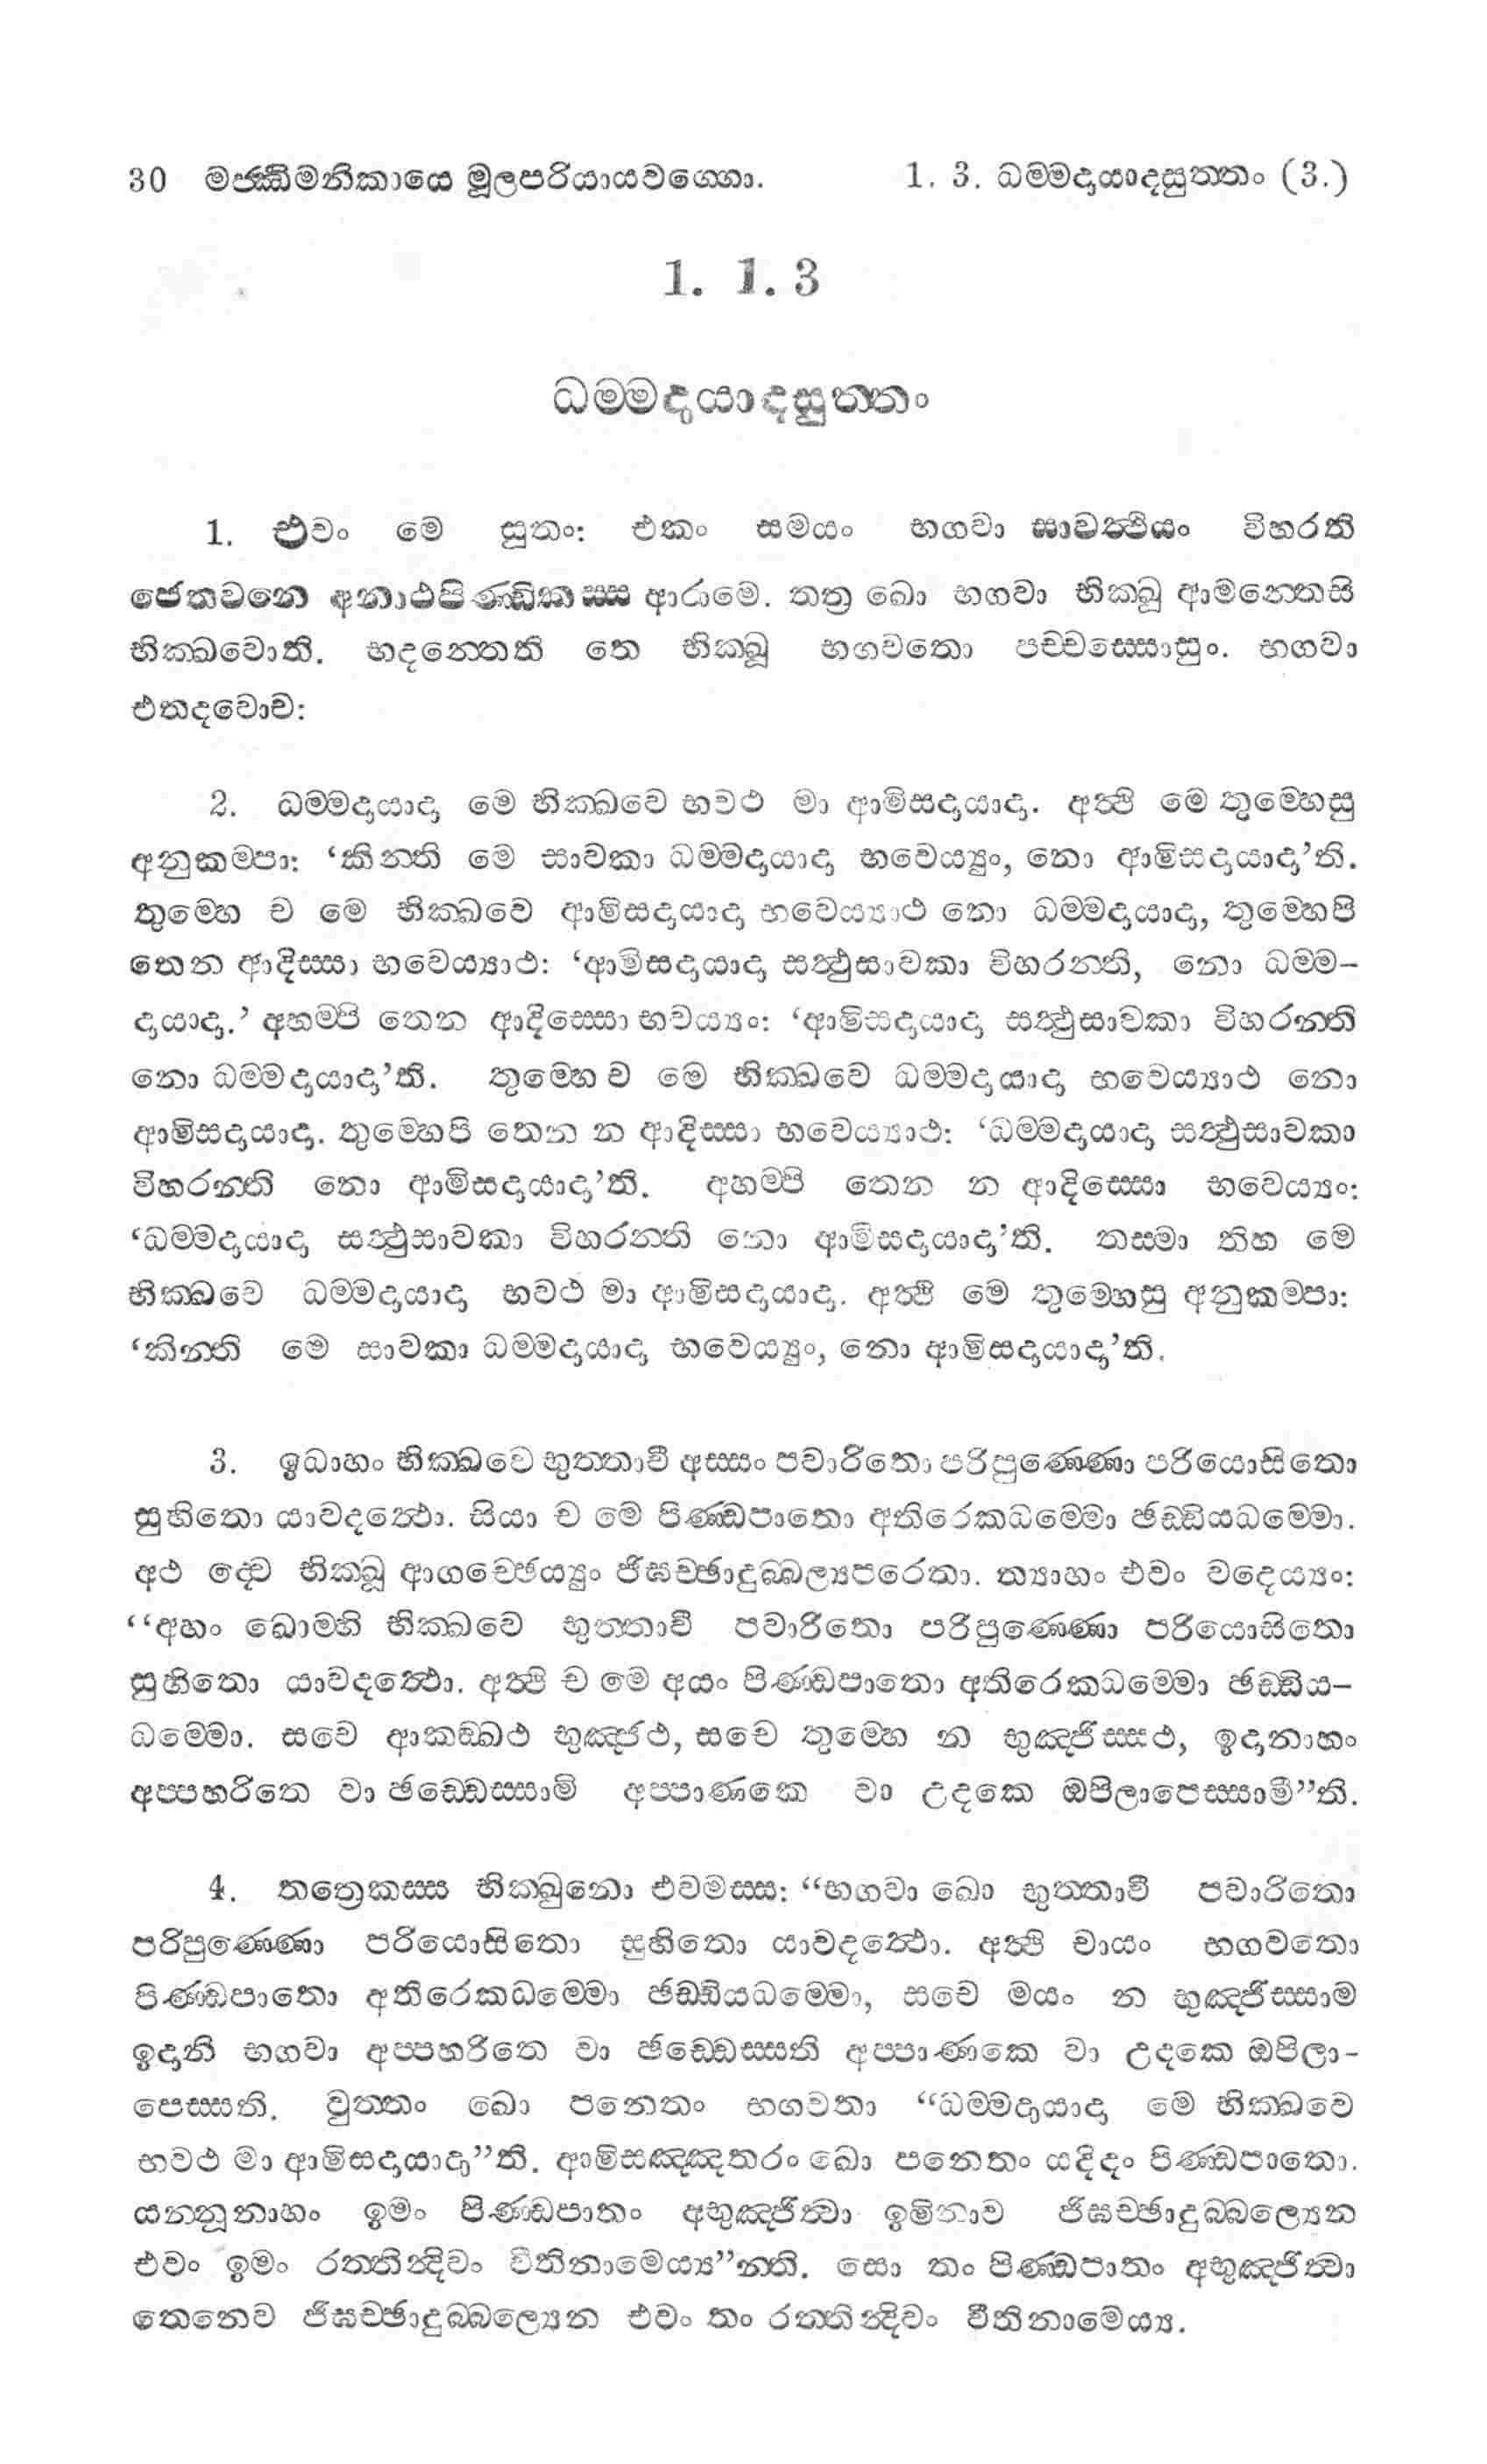 30 මජ්ඣිමනිකායෙ මූලපරියායවග්ගො. 1. 3. ධම්මදායාදසුත්තං (3.)
1. 1. 3
ධම්මදායාදසුත්තං
1. එවං මෙ සුතං: එකං සමයං භගවා සාවත්ථියං විහරති
ජෙතවනෙ අනාථපිණ්ඩිකස්ස ආරාමෙ. තත්‍ර ඛො භගවා භික්ඛූ ආමන්තෙසි
භික්ඛවොති. භදන්තෙති තෙ භික්ඛූ භගවතො පච්චස්සොසුං. භගවා
එතදවොච:
2. ධම්මදායාදා මෙ භික්ඛවෙ භවථ මා ආමිසදායාදා. අත්ථි මෙ තුම්හෙසු
අනුකම්පා: ‘කින්ති මෙ සාවකා ධම්මදායාදා භවෙය්‍යුං, නො ආමිසදායාදා’ති.
තුම්හෙ ච මෙ භික්ඛවෙ ආමිසදායාදා භවෙය්‍යාථ නො ධම්මදායාදා, තුම්හෙපි
තෙන ආදිස්සා භවෙය්‍යාථ: ‘ආමිසදායාදා සත්ථුසාවකා විහරන්ති, නො ධම්ම-
දායාදා.’ අහම්පි තෙන ආදිස්සො භවය්‍යං: ‘ආමිසදායාදා සත්ථුසාවකා විහරන්ති
නො ධම්මදායාදා’ති. තුම්හෙ ච මෙ භික්ඛවෙ ධම්මදායාදා භවෙය්‍යාථ නො
ආමිසදායාදා. තුම්හෙපි තෙන න ආදිස්සා භවෙය්‍යාථ: ‘ධම්මදායාදා සත්ථුසාවකා
විහරන්ති නො ආමිසදායාදා’ති. අහම්පි තෙන න ආදිස්සො භවෙය්‍යං:
‘ධම්මදායාදා සත්ථුසාවකා විහරන්ති නො ආමිසදායාදා’ති. තස්මා තිහ මෙ
භික්ඛවෙ ධම්මදායාදා භවථ මා ආමිසදායාදා. අත්ථි මෙ තුම්හෙසු අනුකම්පා:
‘කින්ති මෙ සාවකා ධම්මදායාදා භවෙය්‍යුං, නො ආමිසදායාදා’ති.
3. ඉධාහං භික්ඛවෙ භුත්තාවී අස්සං පවාරිතො පරිපුණ්ණො පරියොසිතො
සුහිතො යාවදත්ථො. සියා ච මෙ පිණ්ඩපාතො අතිරෙකධම්මො ඡඩ්ඩියධම්මො.
අථ ද්වෙ භික්ඛූ ආගච්ඡෙය්‍යුං ජිඝච්ඡාදුබ්බල්‍යපරෙතා. ත්‍යාහං එවං වදෙය්‍යං:
“අහං ඛොම්හි භික්ඛවෙ භුත්තාවී පවාරිතො පරිපුණ්ණො පරියොසිතො
සුහිතො යාවදත්ථො. අත්ථි ච මෙ අයං පිණ්ඩපාතො අතිරෙකධම්මො ඡඩ්ඩිය-
ධම්මො. සචෙ ආකඞ්ඛථ භුඤ්ජථ, සචෙ තුම්හෙ න භුඤ්ජිස්සථ, ඉදානාහං
අප්පහරිතෙ වා ඡඩ්ඩෙස්සාමි අප්පාණකෙ වා උදකෙ ඔපිලාපෙස්සාමී”ති.
4. තත්‍රෙකස්ස භික්ඛුනො එවමස්ස: “භගවා ඛො භුත්තාවී පවාරිතො
පරිපුණ්ණො පරියොසිතො සුහිතො යාවදත්ථො. අත්ථි චායං භගවතො
පිණ්ඩපාතො අතිරෙකධම්මො ඡඩ්ඩියධම්මො, සචෙ මයං න භුඤ්ජිස්සාම
ඉදානි භගවා අප්පහරිතෙ වා ඡඩ්ඩෙස්සති අප්පාණකෙ වා උදකෙ ඔපිලා-
පෙස්සති. වුත්තං ඛො පනෙතං භගවතා “ධම්මදායාදා මෙ භික්ඛවෙ
භවථ මා ආමිසදායාදා”ති. ආමිසඤ්ඤතරං ඛො පනෙතං යදිදං පිණ්ඩපාතො.
යන්නූනාහං ඉමං පිණ්ඩපාතං අභුඤ්ජිත්වා ඉමිනාව ජිඝච්ඡාදුබ්බල්‍යෙන
එවං ඉමං රත්තින්දිවං වීතිනාමෙය්‍ය”න්ති. සො තං පිණ්ඩපාතං අභුඤ්ජිත්වා
තෙනෙව ජිඝච්ඡාදුබ්බල්‍යෙන එවං තං රත්තින්දිවං වීතිනාමෙය්‍ය.